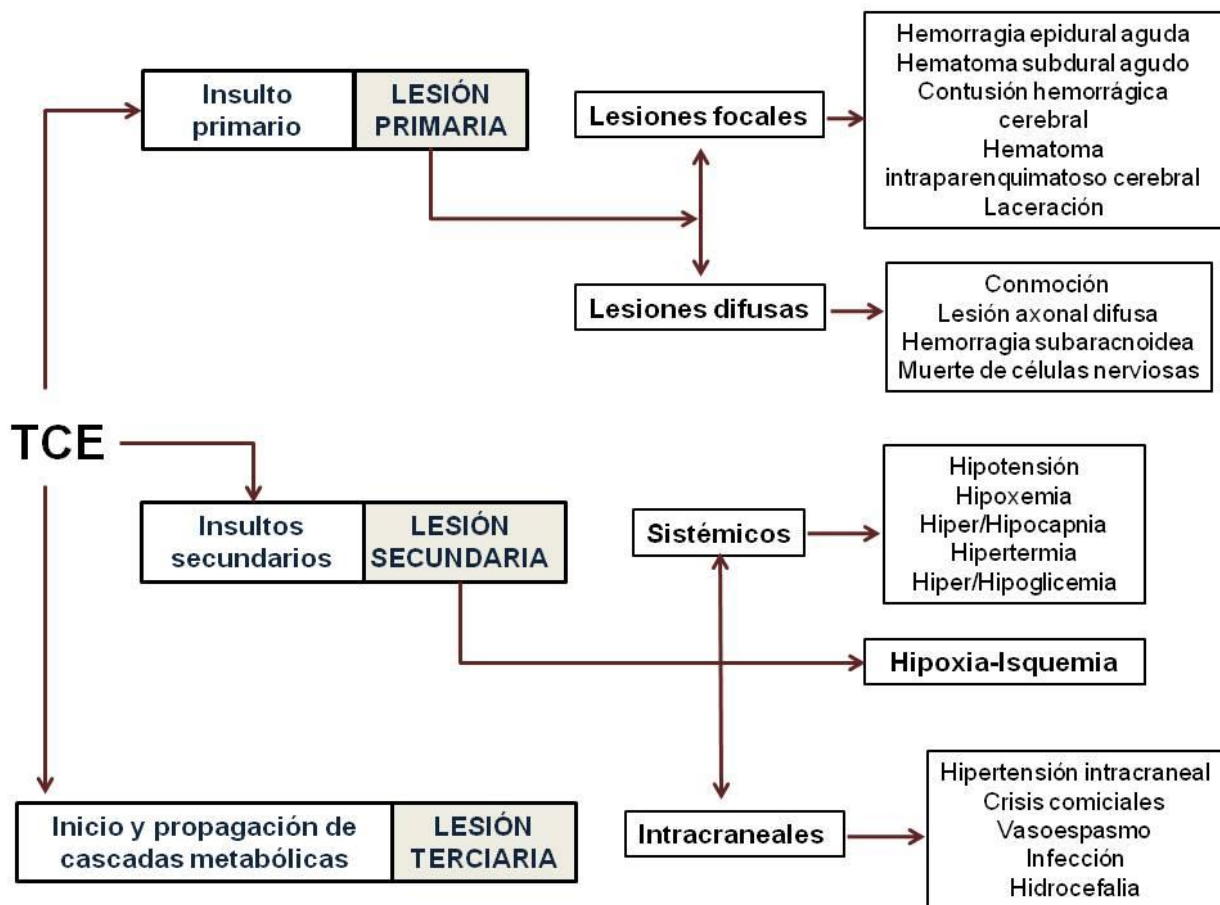 Insulto
primario
LESIÓN
PRIMARIA
Lesiones focales
Hemorragia epidural aguda
Hematoma subdural agudo
Contusión hemorrágica
cerebral
Hematoma
intraparenquimatoso cerebral
Laceración
Lesiones difusas
Conmoción
Lesión axonal difusa
Hemorragia subaracnoidea
Muerte de células nerviosas
TCE
Insultos
secundarios
LESIÓN
SECUNDARIA
Sistémicos
Hipotensión
Hipoxemia
Hiper/Hipocapnia
Hipertermia
Hiper/Hipoglicemia
Hipoxia-Isquemia
Inicio y propagación de
cascadas metabólicas
LESIÓN
TERCIARIA
Intracraneales
Hipertensión intracraneal
Crisis comiciales
Vasoespasmo
Infección
Hidrocefalia